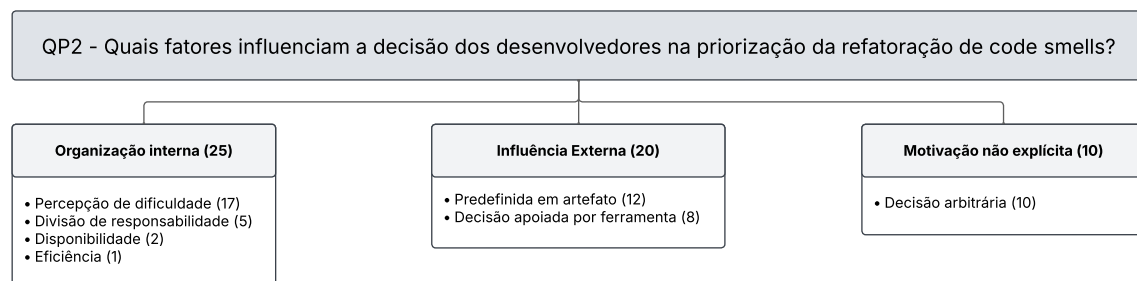 QP2 - Quais fatores influenciam a decisão dos desenvolvedores na priorização da refatoração de code smells?
Organização interna (25)
• Percepção de dificuldade (17)
• Divisão de responsabilidade (5)
• Disponibilidade (2)
• Eficiência (1)
Influência Externa (20)
• Predefinida em artefato (12)
• Decisão apoiada por ferramenta (8)
Motivação não explícita (10)
• Decisão arbitrária (10)